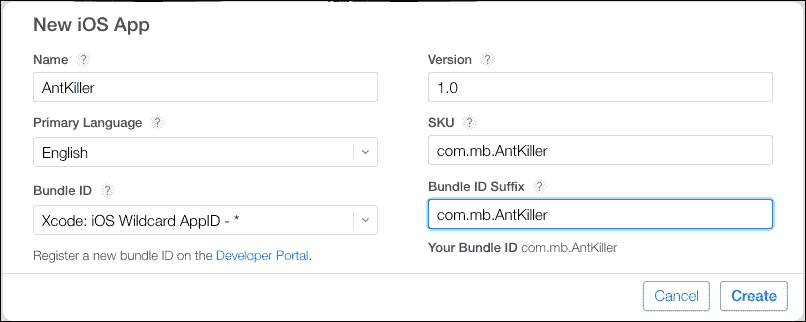 New iOS App
Name ?
AntKiller
Version ?
1.0
Primary Language ?
English
SKU ?
com.mb.AntKiller
Bundle ID ?
Xcode: iOS Wildcard AppID - *
Register a new bundle ID on the Developer Portal.
Bundle ID Suffix ?
com.mb.AntKiller
Your Bundle ID com.mb.AntKiller
Cancel
Create